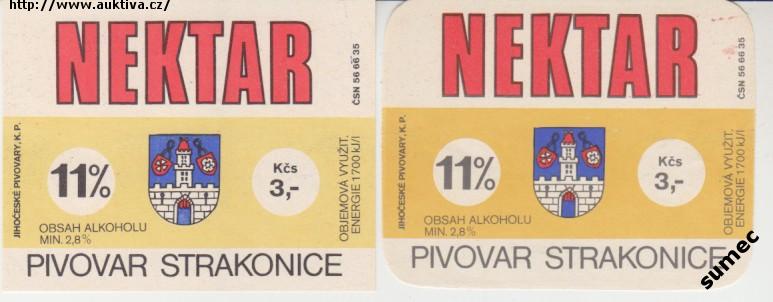 http://www.auktiva.cz/
NEKTAR
ČSN 56 66 35
JIHOČESKÉ PIVOVARY, K. P.
11%
Kčs
3,-
OBSAH ALKOHOLU
MIN. 2,8%
OBJEMOVÁ VYUŽIT.
ENERGIE 1700 kJ/l
PIVOVAR STRAKONICE
NEKTAR
ČSN 56 66 35
JIHOČESKÉ PIVOVARY, K. P.
11%
Kčs
3,-
OBSAH ALKOHOLU
MIN. 2,8%
OBJEMOVÁ VYUŽIT.
ENERGIE 1700 kJ/l
PIVOVAR STRAKONICE
sumec